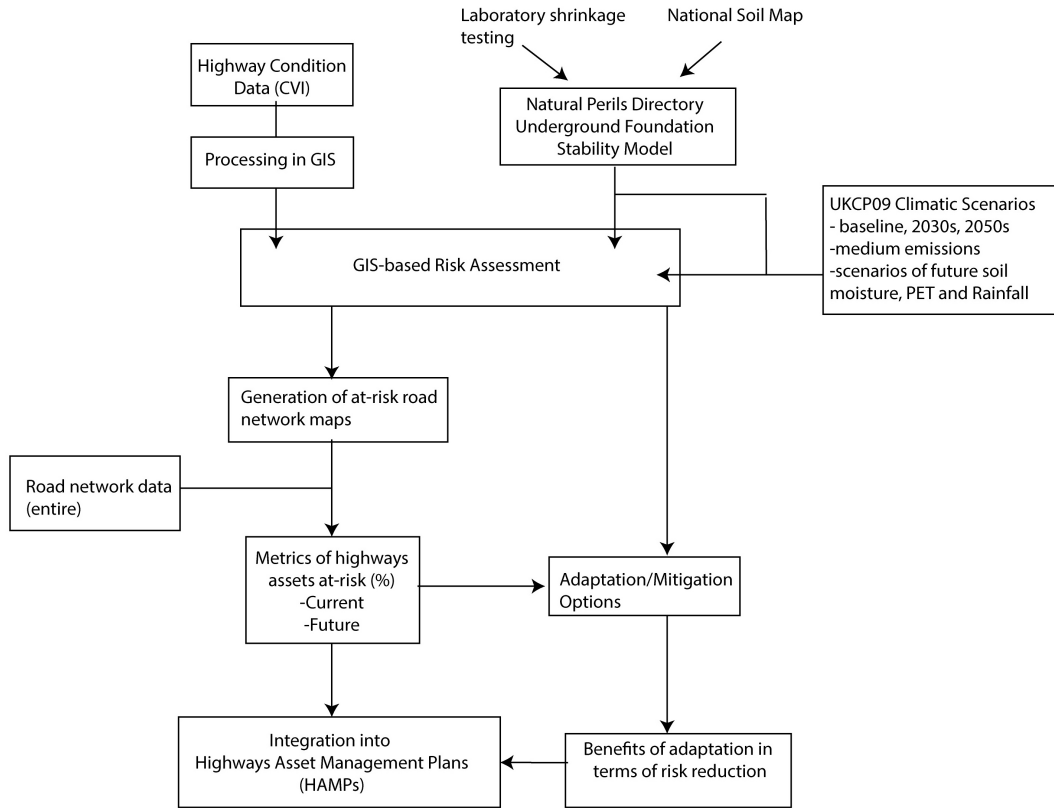 Laboratory shrinkage
testing
National Soil Map
Highway Condition
Data (CVI)
Natural Perils Directory
Underground Foundation
Stability Model
Processing in GIS
UKCP09 Climatic Scenarios
- baseline, 2030s, 2050s
-medium emissions
-scenarios of future soil
moisture, PET and Rainfall
GIS-based Risk Assessment
Generation of at-risk road
network maps
Road network data
(entire)
Metrics of highways
assets at-risk (%)
-Current
-Future
Adaptation/Mitigation
Options
Integration into
Highways Asset Management Plans
(HAMPs)
Benefits of adaptation in
terms of risk reduction